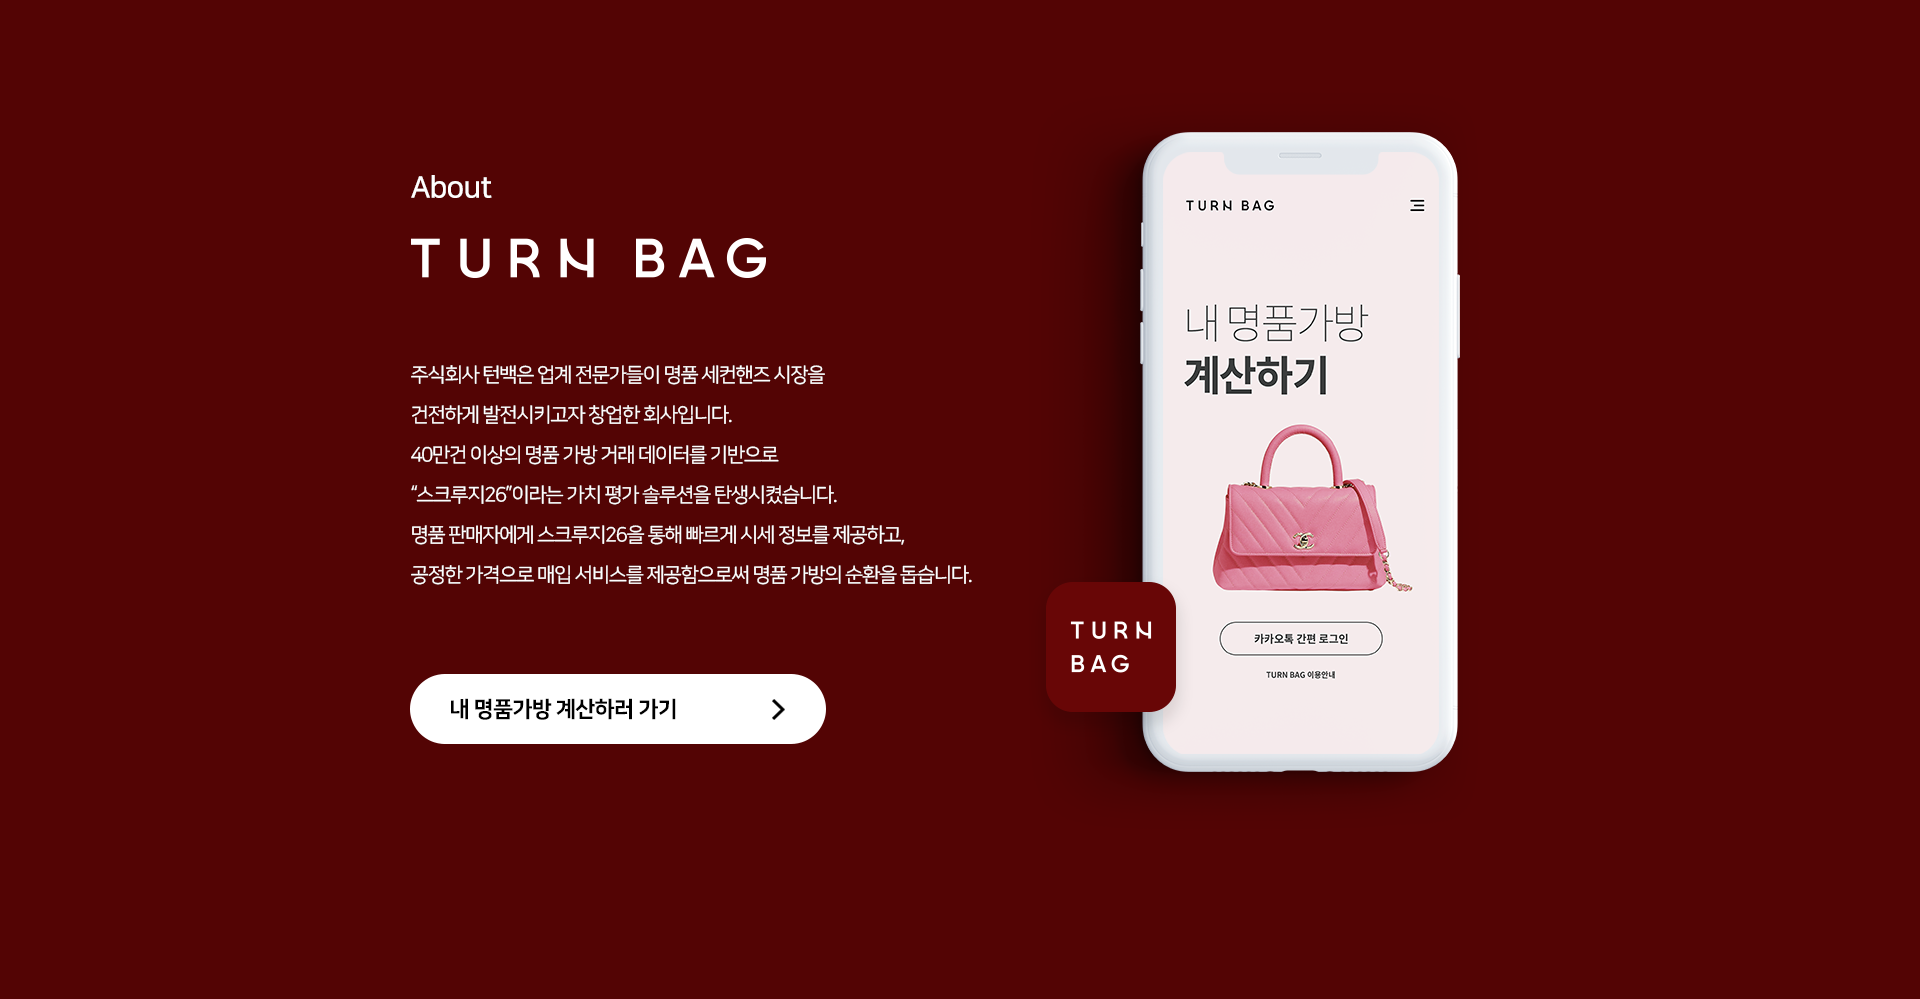 About
TURN BAG
주식회사 턴백은 업계 전문가들이 명품 세컨핸즈 시장을
건전하게 발전시키고자 창업한 회사입니다.
40만건 이상의 명품 가방 거래 데이터를 기반으로
“스크루지26”이라는 가치 평가 솔루션을 탄생시켰습니다.
명품 판매자에게 스크루지26을 통해 빠르게 시세 정보를 제공하고,
공정한 가격으로 매입 서비스를 제공함으로써 명품 가방의 순환을 돕습니다.
내 명품가방 계산하러 가기
TURN BAG
내 명품가방
계산하기
카카오톡 간편 로그인
TURN BAG 이용안내
TURN
BAG